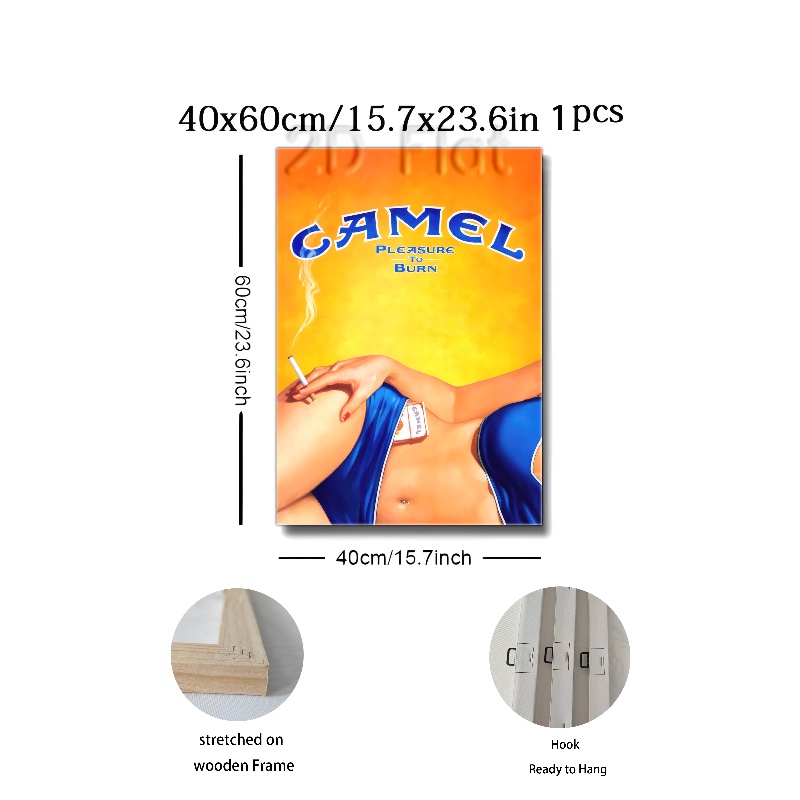 40x60cm/15.7x23.6in 1pcs
2D Flat
CAMEL
PLEASURE
TO
BURN
60cm/23.6inch
CAMEL
40cm/15.7inch
stretched on
wooden Frame
Hook
Ready to Hang